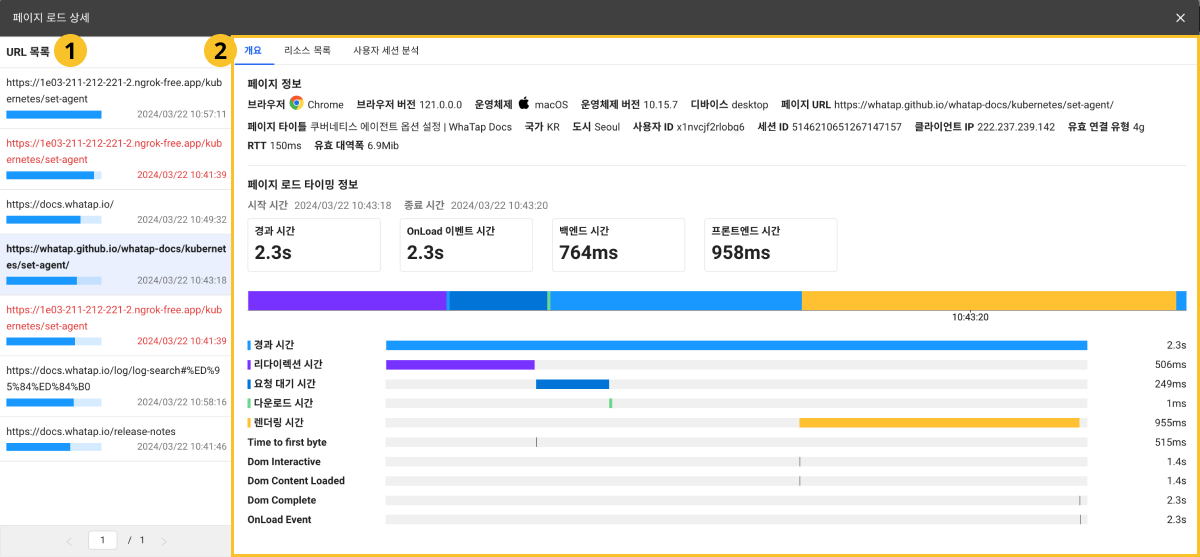 페이지 로드 상세
URL 목록 1
https://1e03-211-212-221-2.ngrok-free.app/kub
ernetes/set-agent
2024/03/22 10:57:11
https://1e03-211-212-221-2.ngrok-free.app/kub
ernetes/set-agent
2024/03/22 10:41:39
https://docs.whatap.io/
2024/03/22 10:49:32
https://whatap.github.io/whatap-docs/kubernet
es/set-agent/
2024/03/22 10:43:18
https://1e03-211-212-221-2.ngrok-free.app/kub
ernetes/set-agent
2024/03/22 10:41:39
https://docs.whatap.io/log/log-search#%ED%9
5%84%ED%84%B0
2024/03/22 10:58:16
https://docs.whatap.io/release-notes
2024/03/22 10:41:46
1 / 1
2 개요 리소스 목록 사용자 세션 분석
페이지 정보
브라우저 Chrome 브라우저 버전 121.0.0.0 운영체제 macOS 운영체제 버전 10.15.7 디바이스 desktop 페이지 URL https://whatap.github.io/whatap-docs/kubernetes/set-agent/
페이지 타이틀 쿠버네티스 에이전트 옵션 설정 | WhaTap Docs 국가 KR 도시 Seoul 사용자 ID x1nvcjf2rlobq6 세션 ID 5146210651267147157 클라이언트 IP 222.237.239.142 유효 연결 유형 4g
RTT 150ms 유효 대역폭 6.9Mib
페이지 로드 타이밍 정보
시작 시간 2024/03/22 10:43:18 종료 시간 2024/03/22 10:43:20
경과 시간 OnLoad 이벤트 시간 백엔드 시간 프론트엔드 시간
2.3s 2.3s 764ms 958ms
10:43:20
경과 시간 2.3s
리다이렉션 시간 506ms
요청 대기 시간 249ms
다운로드 시간 1ms
렌더링 시간 955ms
Time to first byte 515ms
Dom Interactive 1.4s
Dom Content Loaded 1.4s
Dom Complete 2.3s
OnLoad Event 2.3s